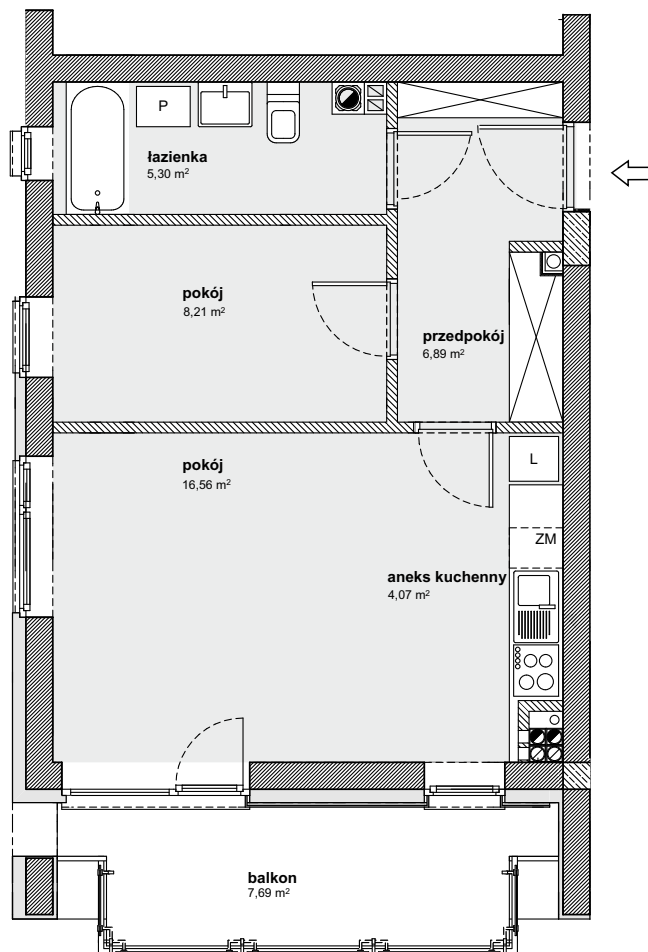 P
łazienka
5,30 m²
pokój
8,21 m²
przedpokój
6,89 m²
pokój
16,56 m²
L
ZM
aneks kuchenny
4,07 m²
balkon
7,69 m²